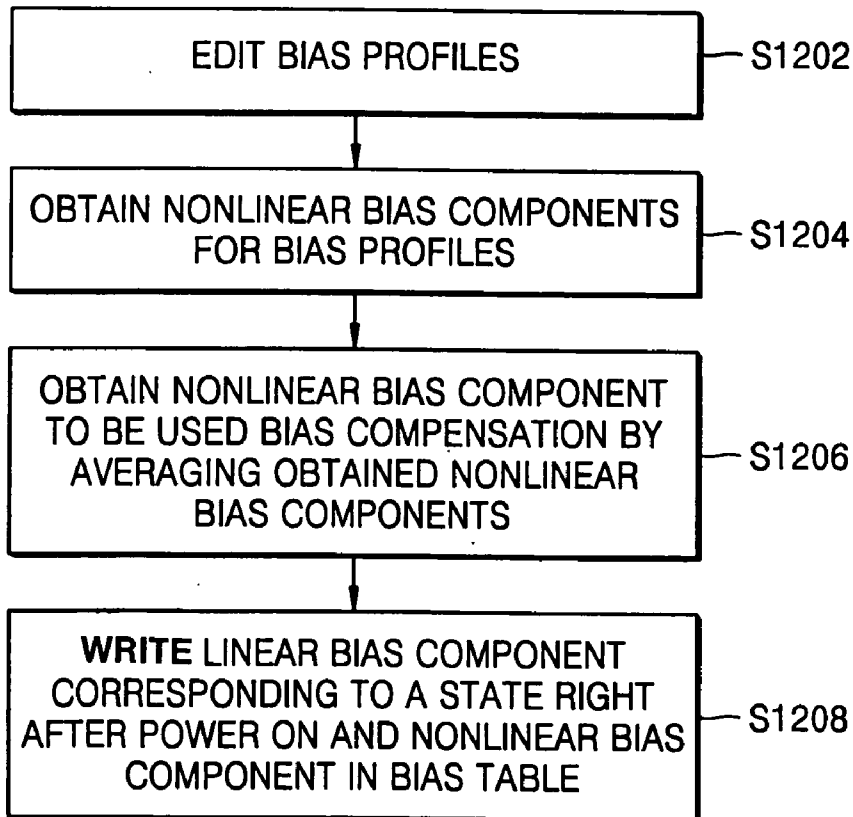 EDIT BIAS PROFILES
S1202
OBTAIN NONLINEAR BIAS COMPONENTS
FOR BIAS PROFILES
S1204
OBTAIN NONLINEAR BIAS COMPONENT
TO BE USED BIAS COMPENSATION BY
AVERAGING OBTAINED NONLINEAR
BIAS COMPONENTS
S1206
WRITE LINEAR BIAS COMPONENT
CORRESPONDING TO A STATE RIGHT
AFTER POWER ON AND NONLINEAR BIAS
COMPONENT IN BIAS TABLE
S1208